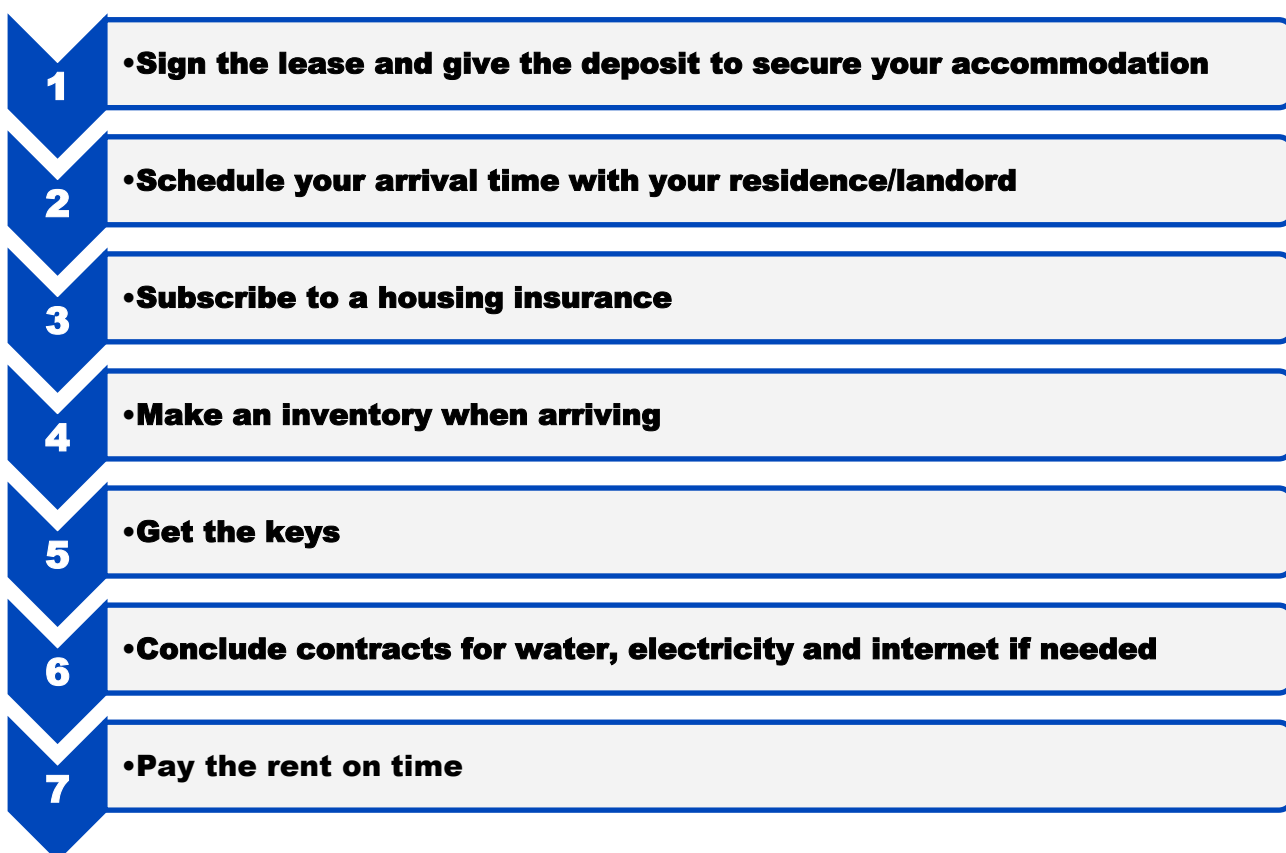 1
•Sign the lease and give the deposit to secure your accommodation
2
•Schedule your arrival time with your residence/landord
3
•Subscribe to a housing insurance
4
•Make an inventory when arriving
5
•Get the keys
6
•Conclude contracts for water, electricity and internet if needed
7
•Pay the rent on time